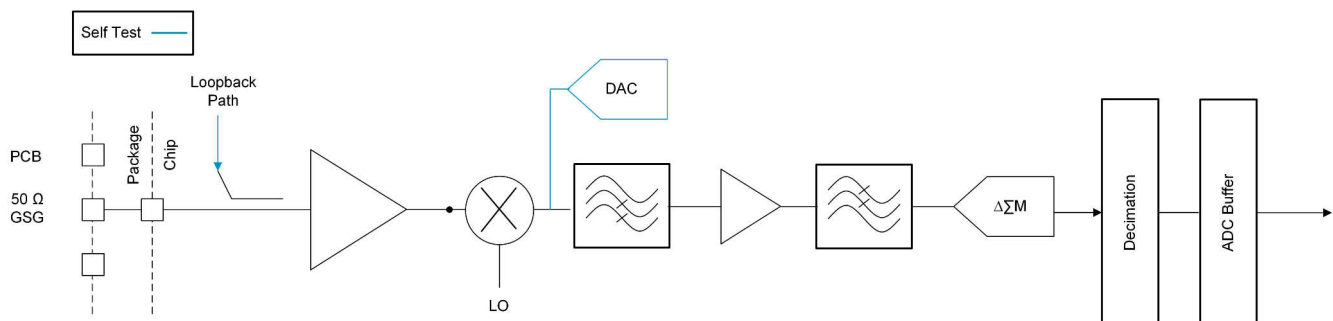 Self Test
Loopback
Path
DAC
PCB
50 Ω
GSG
Package
Chip
LO
ΔΣM
Decimation
ADC Buffer